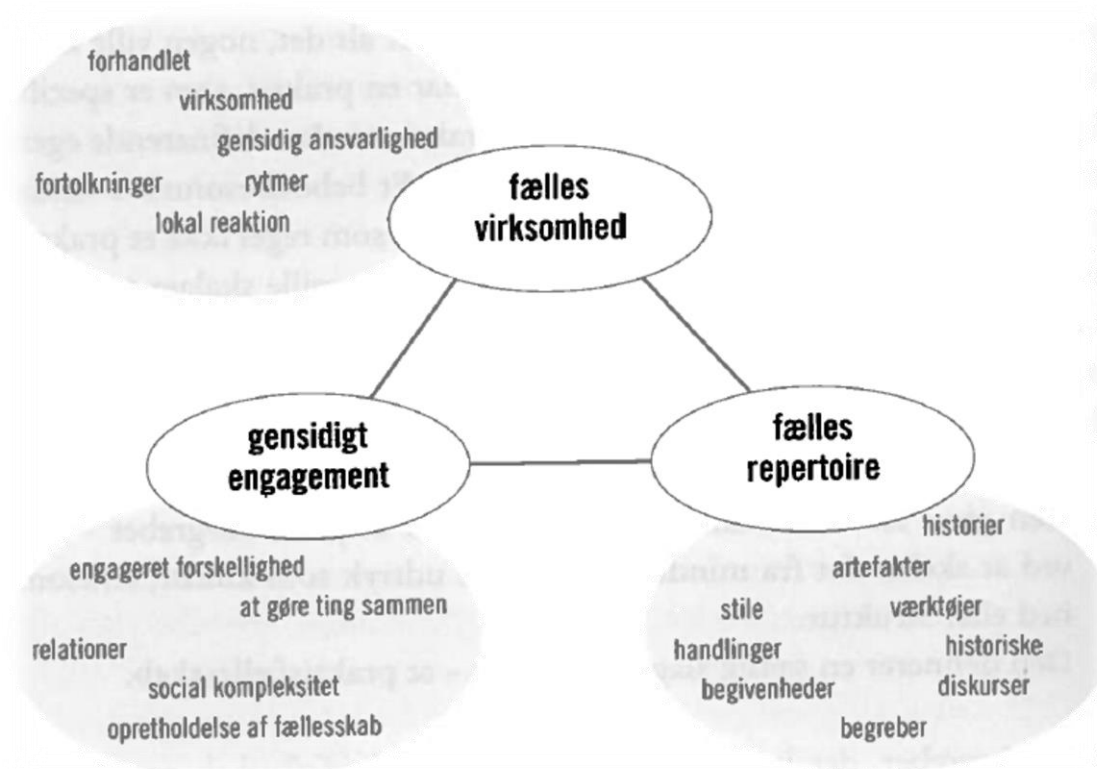 forhandlet
virksomhed
gensidig ansvarlighed
fortolkninger rytmer
lokal reaktion
fælles
virksomhed
gensidigt
engagement
fælles
repertoire
engageret forskellighed
at gøre ting sammen
relationer
social kompleksitet
opretholdelse af fællesskab
historier
artefakter
stile værktøjer
handlinger historiske
begivenheder diskurser
begreber